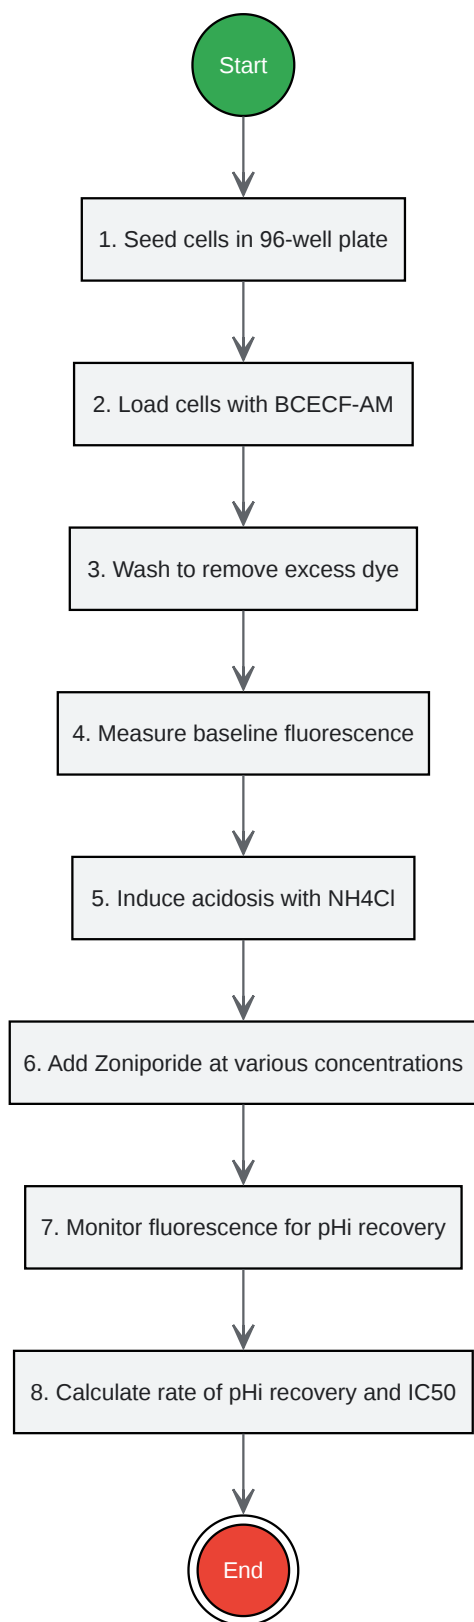 Start
1. Seed cells in 96-well plate
2. Load cells with BCECF-AM
3. Wash to remove excess dye
4. Measure baseline fluorescence
5. Induce acidosis with NH4Cl
6. Add Zoniporide at various concentrations
7. Monitor fluorescence for pHi recovery
8. Calculate rate of pHi recovery and IC50
End